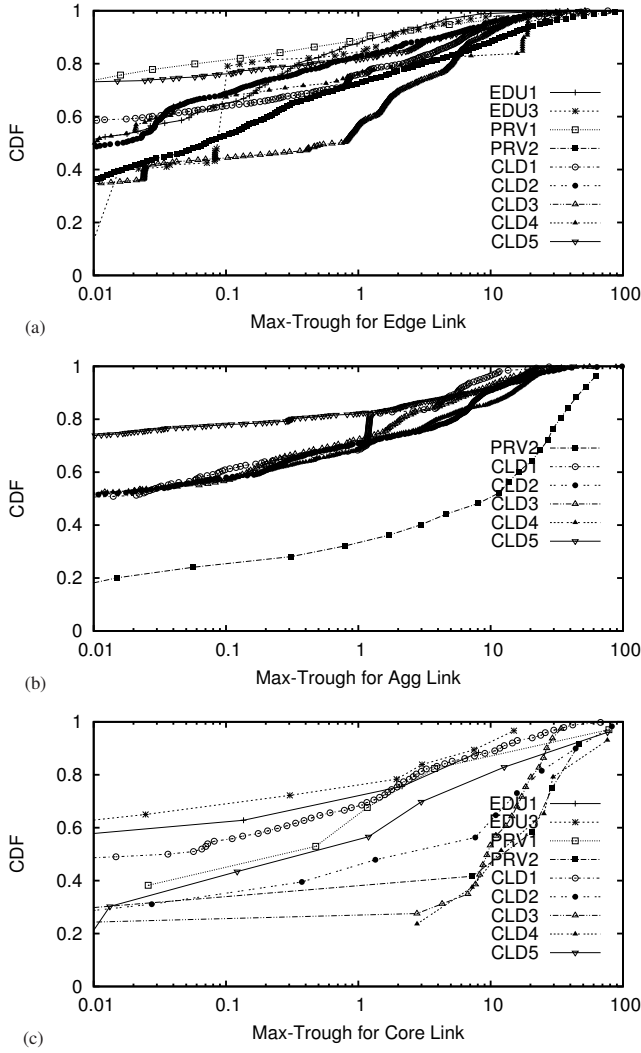 1
0.8
0.6
0.4
0.2
0
CDF
EDU1
EDU3
PRV1
PRV2
CLD1
CLD2
CLD3
CLD4
CLD5
0.01 0.1 1 10 100
(a) Max-Trough for Edge Link
1
0.8
0.6
0.4
0.2
0
CDF
PRV2
CLD1
CLD2
CLD3
CLD4
CLD5
0.01 0.1 1 10 100
(b) Max-Trough for Agg Link
1
0.8
0.6
0.4
0.2
0
CDF
EDU1
EDU3
PRV1
PRV2
CLD1
CLD2
CLD3
CLD4
CLD5
0.01 0.1 1 10 100
(c) Max-Trough for Core Link